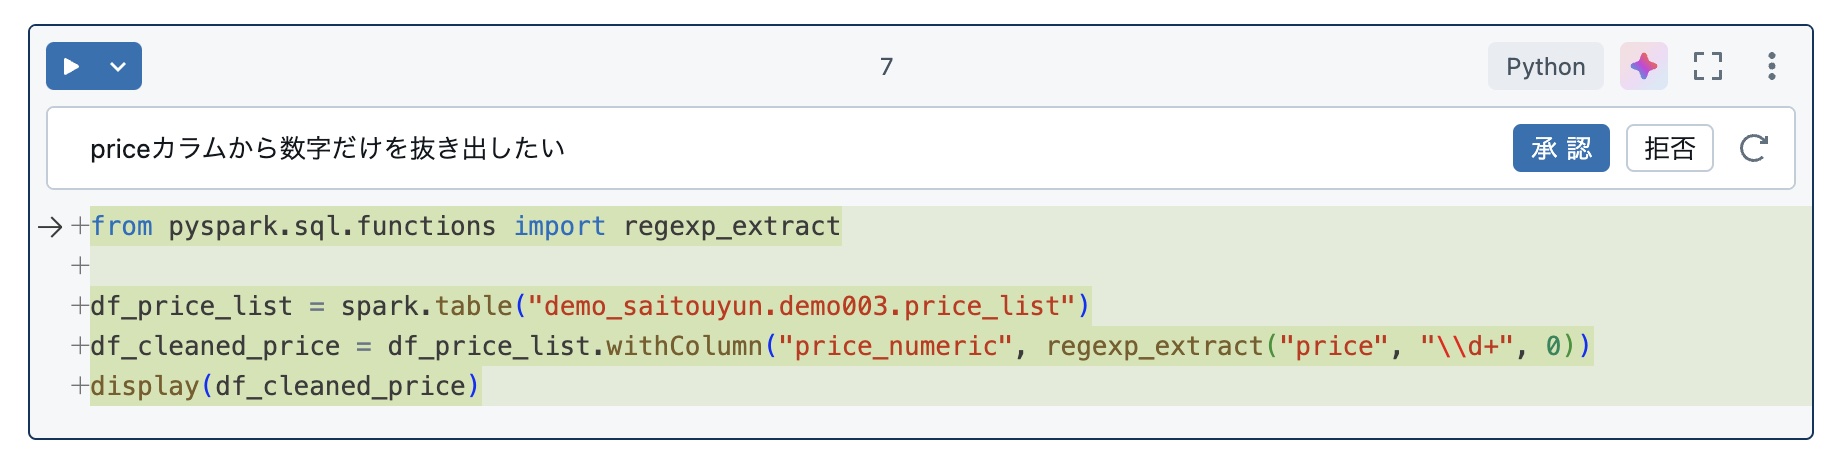 7
Python
priceカラムから数字だけを抜き出したい
承認
拒否
+from pyspark.sql.functions import regexp_extract
+
+df_price_list = spark.table("demo_saitouyun.demo003.price_list")
+df_cleaned_price = df_price_list.withColumn("price_numeric", regexp_extract("price", "\\d+", 0))
+display(df_cleaned_price)